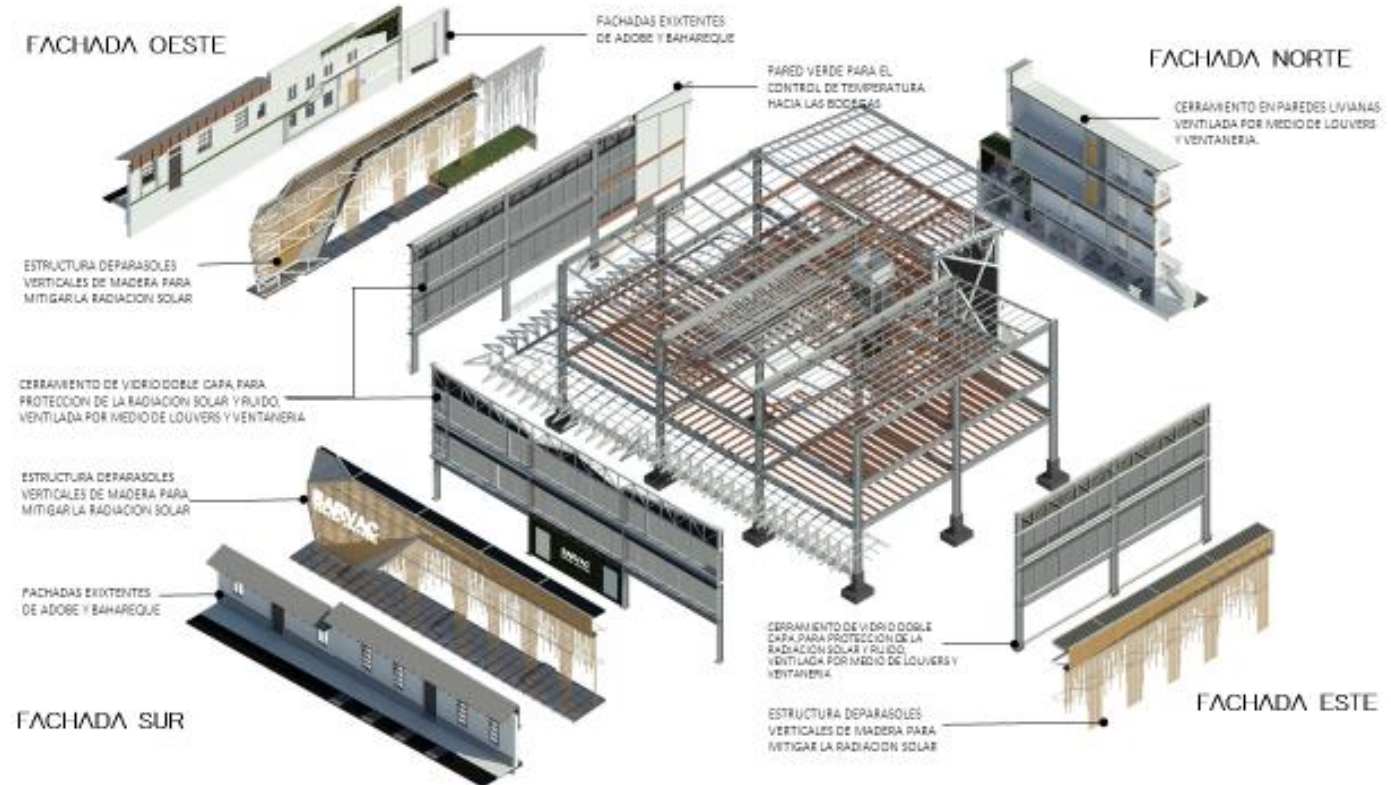 FACHADA OESTE
FACHADAS EXIXTENTES
DE ADOBE Y BAHAREQUE
PARED VERDE PARA EL
CONTROL DE TEMPERATURA
HACIA LAS BODEGAS
FACHADA NORTE
CERRAMIENTO EN PAREDES LIVIANAS
VENTILADA POR MEDIO DE LOUVERS
Y VENTANERIA.
ESTRUCTURA DEPARASOLES
VERTICALES DE MADERA PARA
MITIGAR LA RADIACION SOLAR
CERRAMIENTO DE VIDRIO DOBLE CAPA, PARA
PROTECCION DE LA RADIACION SOLAR Y RUIDO,
VENTILADA POR MEDIO DE LOUVERS Y VENTANERIA
ESTRUCTURA DEPARASOLES
VERTICALES DE MADERA PARA
MITIGAR LA RADIACION SOLAR
FACHADAS EXIXTENTES
DE ADOBE Y BAHAREQUE
FACHADA SUR
CERRAMIENTO DE VIDRIO DOBLE
CAPA, PARA PROTECCION DE LA
RADIACION SOLAR Y RUIDO,
VENTILADA POR MEDIO DE LOUVERS Y
VENTANERIA
ESTRUCTURA DEPARASOLES
VERTICALES DE MADERA PARA
MITIGAR LA RADIACION SOLAR
FACHADA ESTE